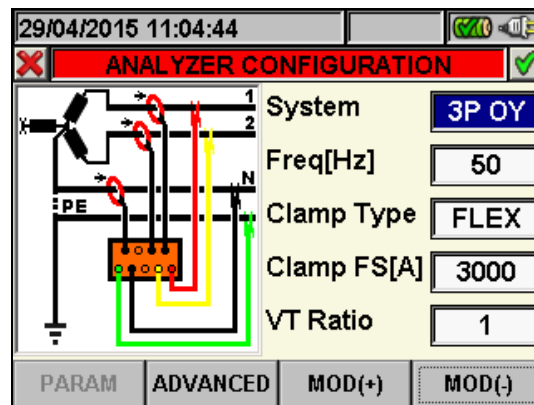 29/04/2015 11:04:44
ANALYZER CONFIGURATION
1
2
N
PE
System 3P OY
Freq[Hz] 50
Clamp Type FLEX
Clamp FS[A] 3000
VT Ratio 1
PARAM ADVANCED MOD(+) MOD(-)